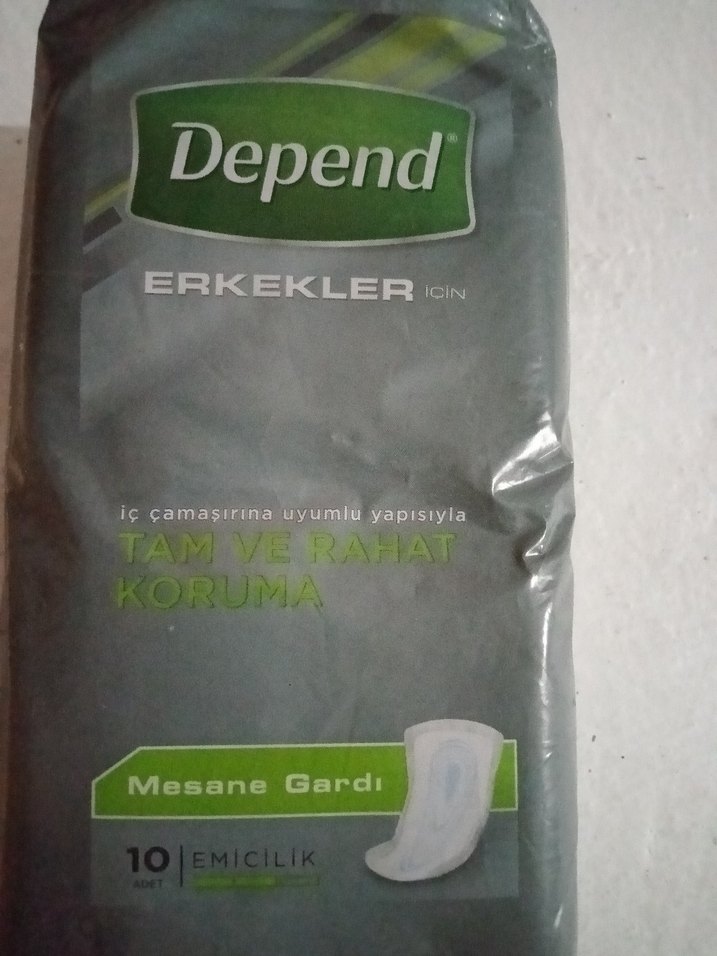 Depend®
ERKEKLER İÇİN
iç çamaşırına uyumlu yapısıyla
TAM VE RAHAT
KORUMA
Mesane Gardı
10 ADET | EMİCİLİK